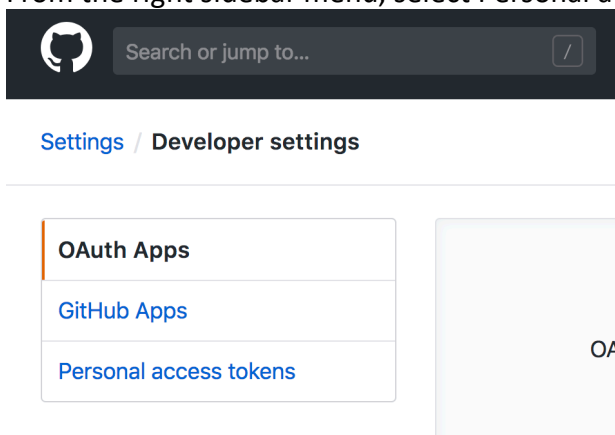 From the right sidebar menu, select Personal a
Search or jump to... /
Settings / Developer settings
OAuth Apps
GitHub Apps
OA
Personal access tokens